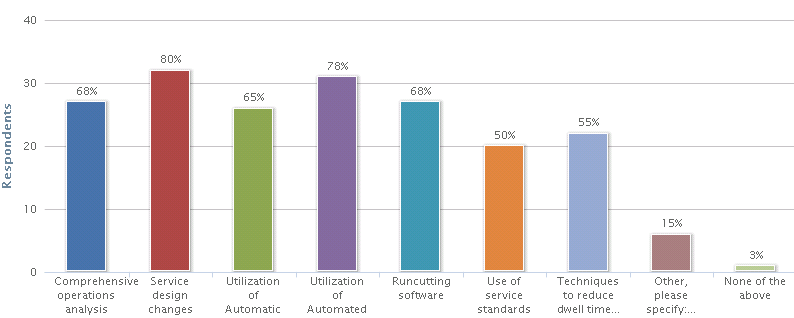 40
30
20
10
0
Respondents
68%
80%
65%
78%
68%
50%
55%
15%
3%
Comprehensive
operations
analysis
Service
design
changes
Utilization
of
Automatic
Utilization
of
Automated
Runcutting
software
Use of
service
standards
Techniques
to reduce
dwell time...
Other,
please
specify:...
None of the
above